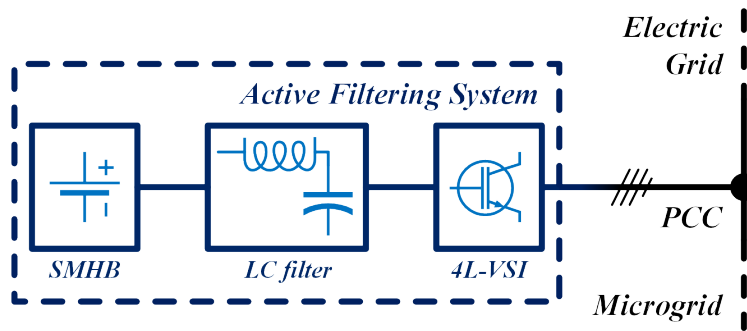 Electric
Grid
Active Filtering System
+
-
SMHB
LC filter
4L-VSI
PCC
Microgrid